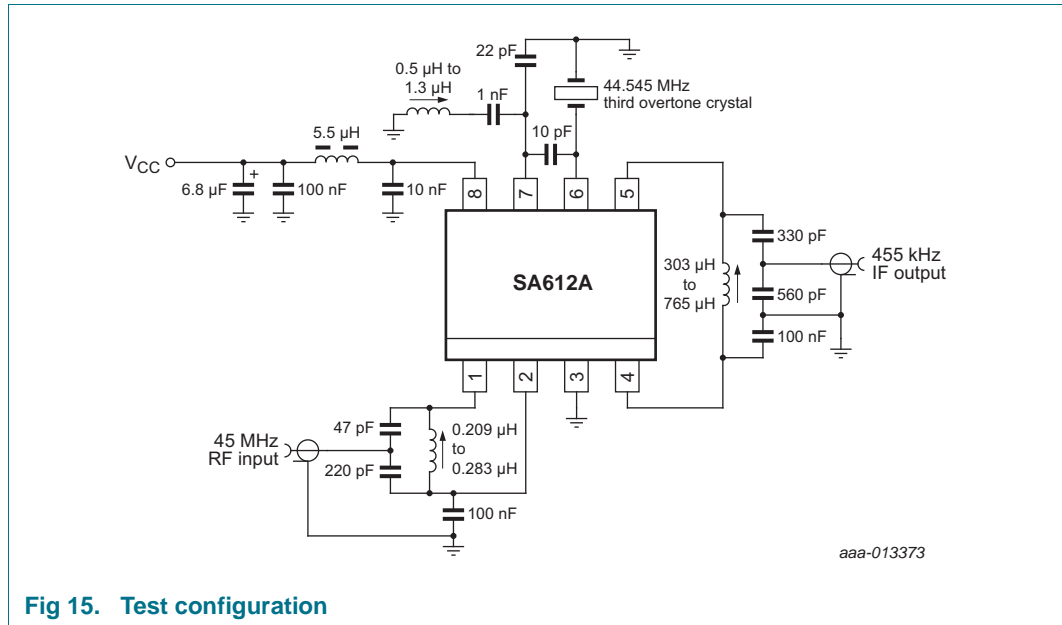 22 pF
0.5 µH to
1.3 µH
1 nF
44.545 MHz
third overtone crystal
5.5 µH
10 pF
VCC
6.8 µF
+
100 nF
10 nF
8
7
6
5
330 pF
303 µH
to
765 µH
455 kHz
IF output
SA612A
560 pF
100 nF
1
2
3
4
47 pF
0.209 µH
to
0.283 µH
45 MHz
RF input
220 pF
100 nF
aaa-013373
Fig 15. Test configuration